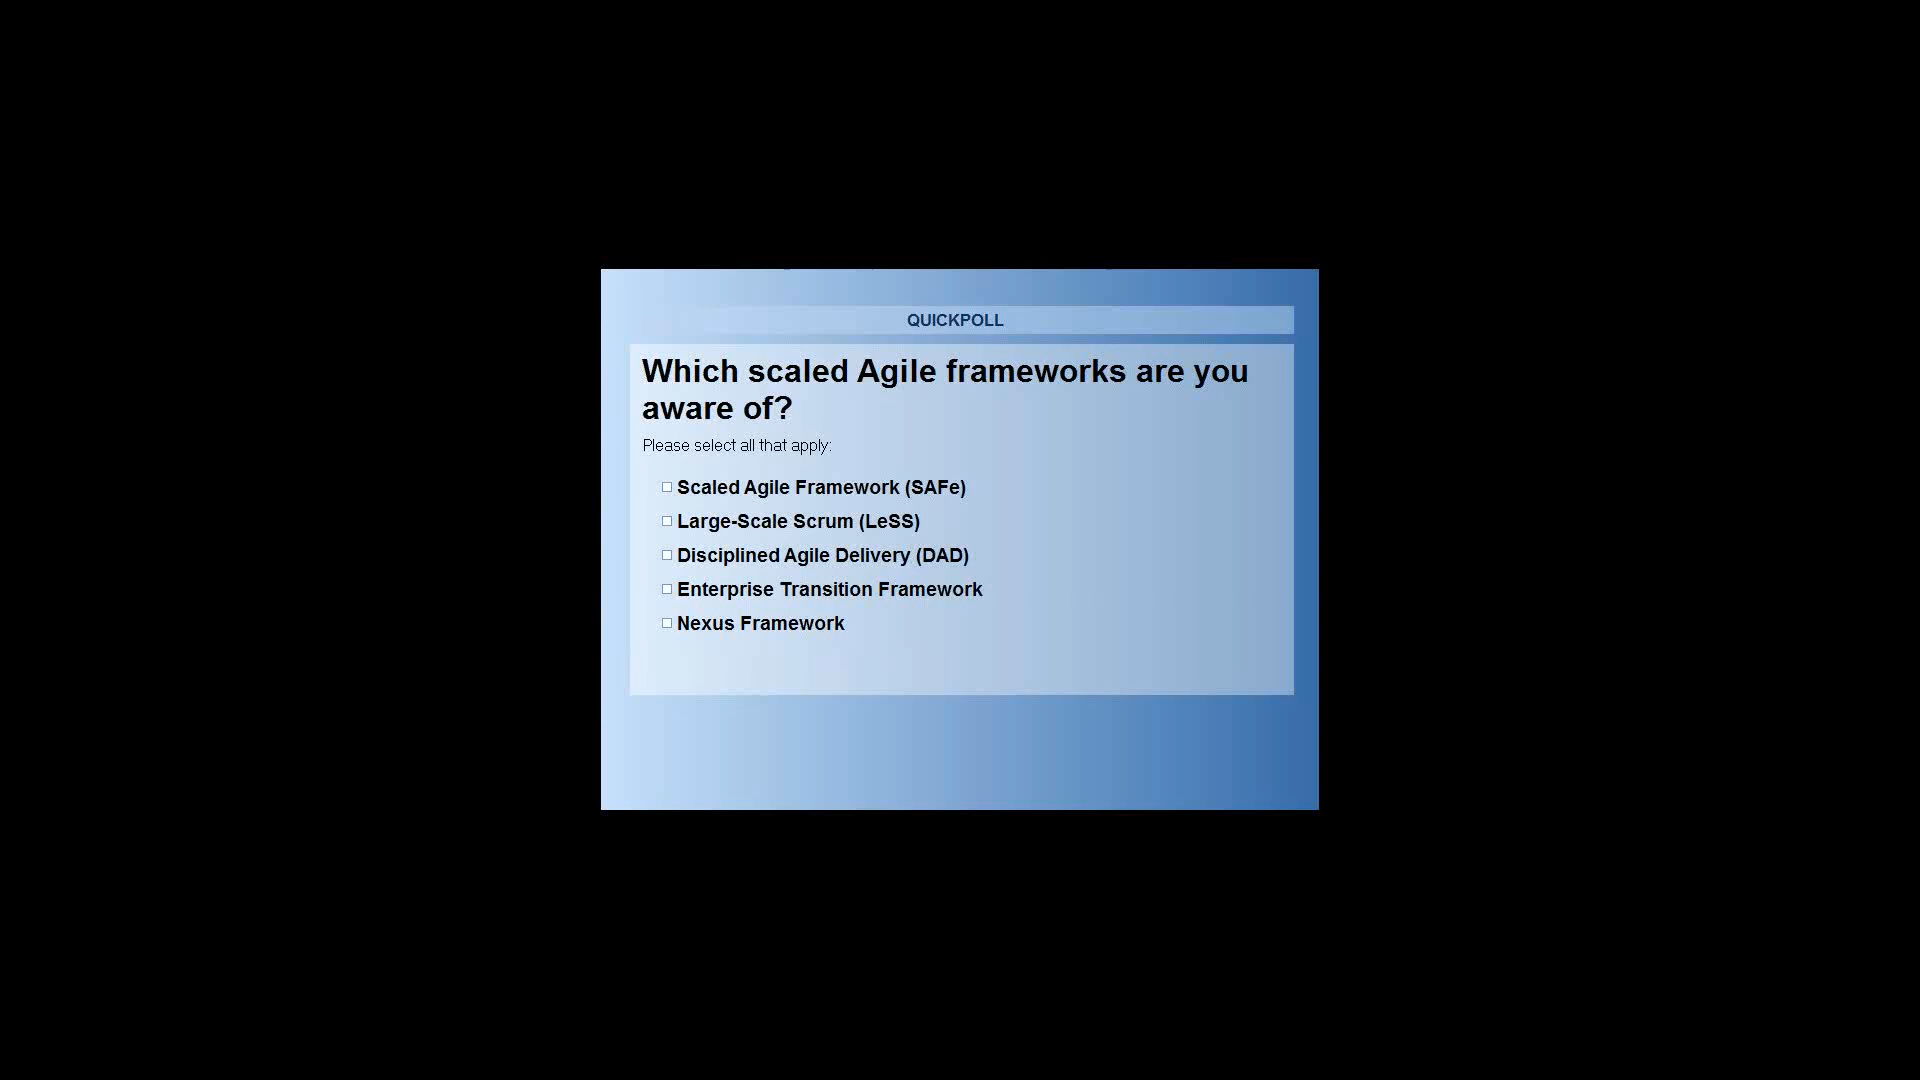 QUICKPOLL
Which scaled Agile frameworks are you
aware of?
Please select all that apply:
Scaled Agile Framework (SAFe)
Large-Scale Scrum (LeSS)
Disciplined Agile Delivery (DAD)
Enterprise Transition Framework
Nexus Framework